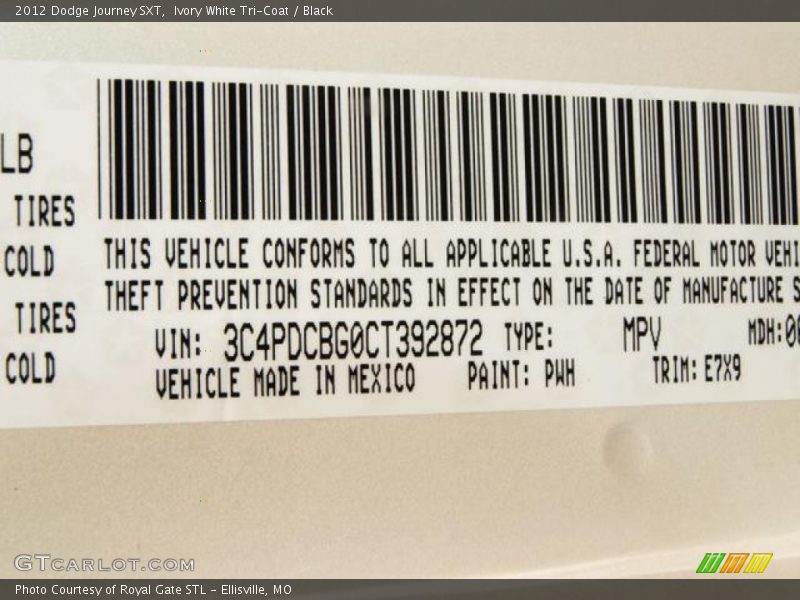 2012 Dodge Journey SXT, Ivory White Tri-Coat / Black
LB
TIRES
COLD
TIRES
COLD
THIS VEHICLE CONFORMS TO ALL APPLICABLE U.S.A. FEDERAL MOTOR VEHI
THEFT PREVENTION STANDARDS IN EFFECT ON THE DATE OF MANUFACTURE S
VIN: 3C4PDCBG0CT392872 TYPE: MPV MDH:00
VEHICLE MADE IN MEXICO PAINT: PWH TRIM: E7X9
GTCARLOT.COM
Photo Courtesy of Royal Gate STL - Ellisville, MO